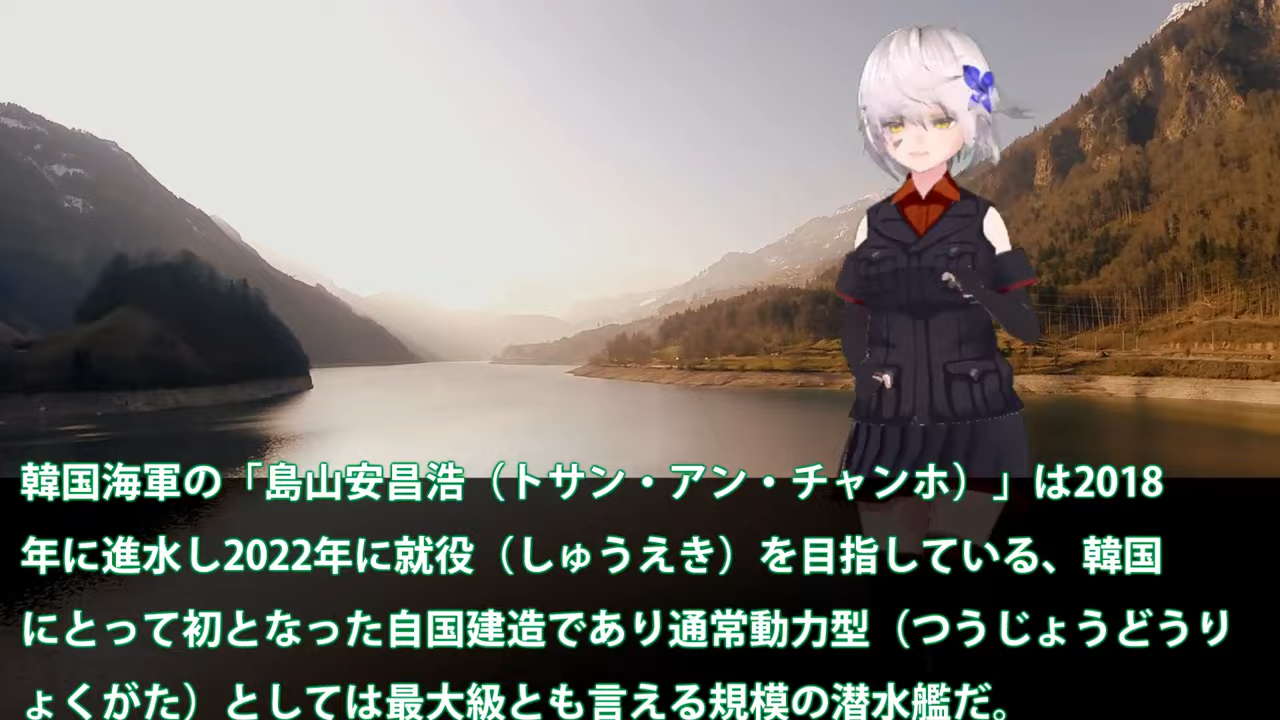 韓国海軍の「島山安昌浩（トサン・アン・チャンホ）」は2018
年に進水し2022年に就役（しゅうえき）を目指している、韓国
にとって初となった自国建造であり通常動力型（つうじょうどうり
ょくがた）としては最大級とも言える規模の潜水艦だ。